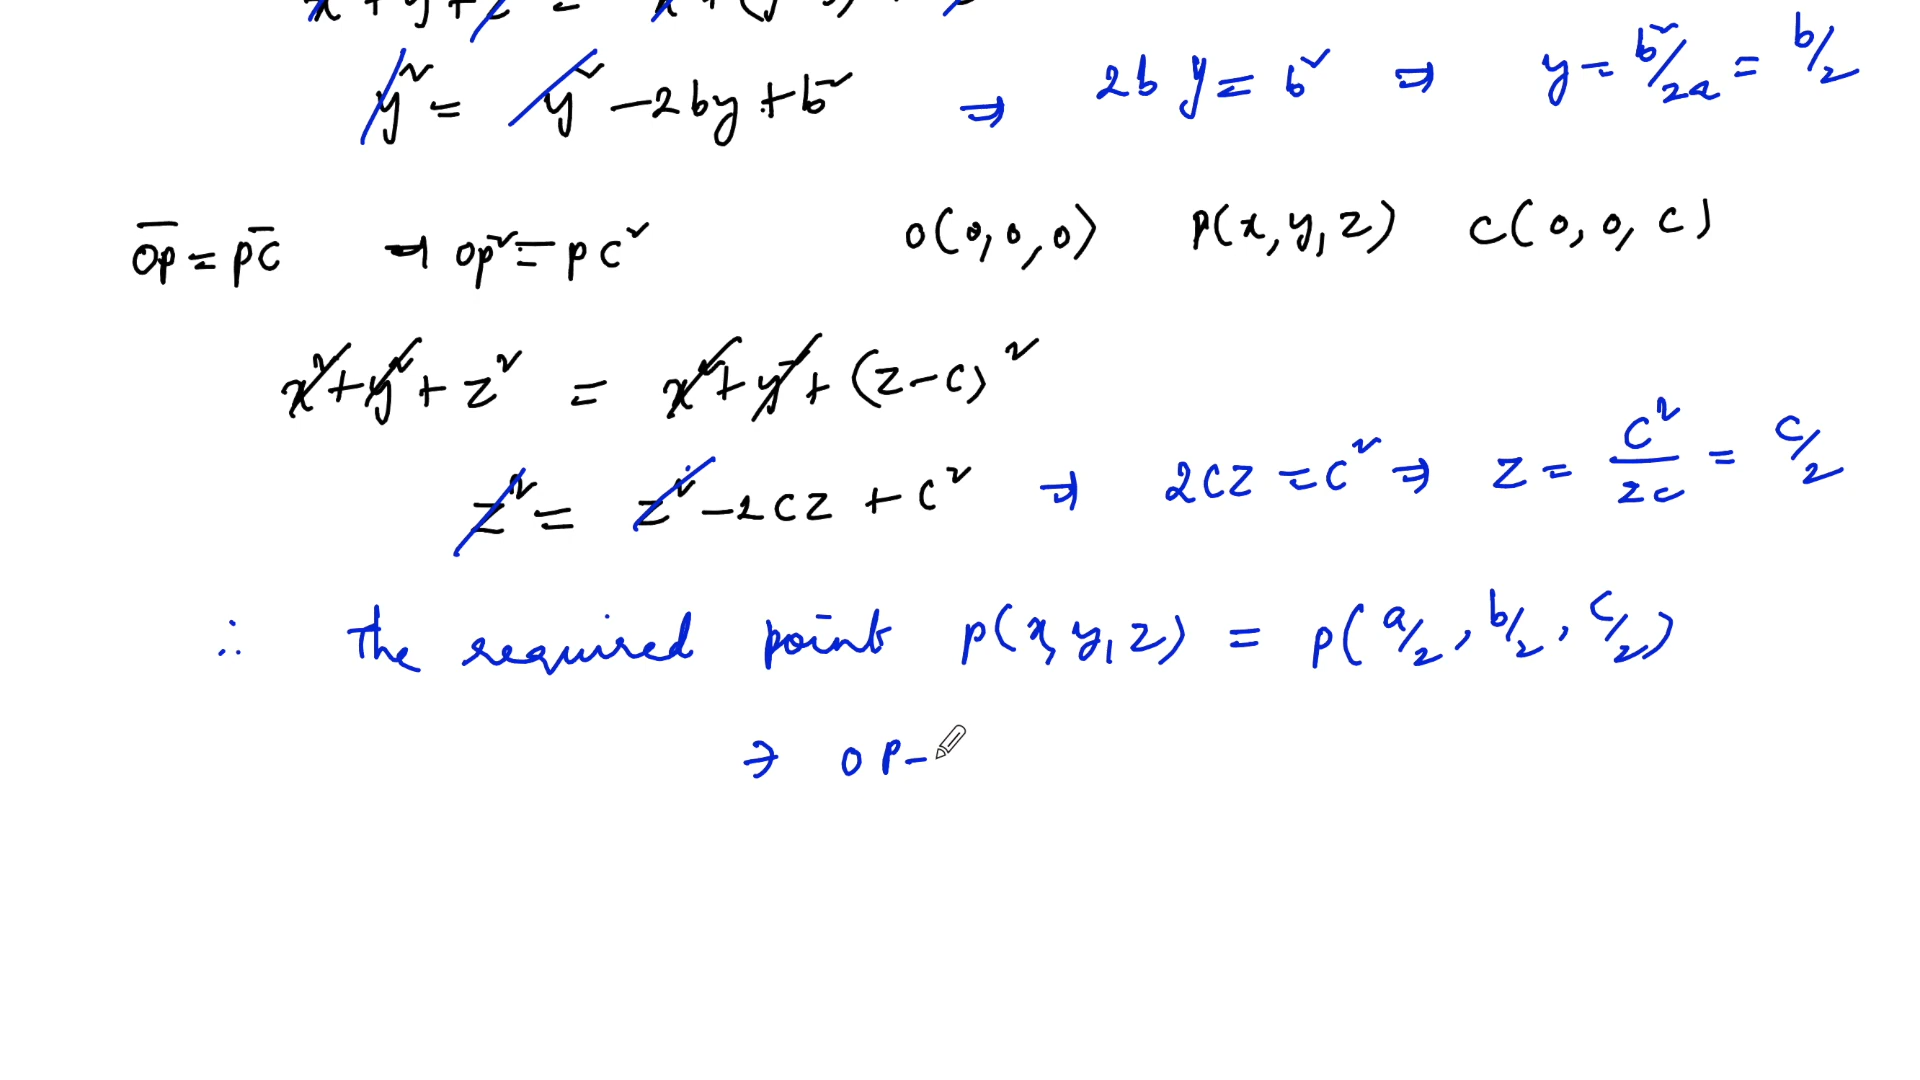 y² = y² - 2by + b² ⇒ 2by = b² ⇒ y = b²/2a = b/2
OP = PC ⇒ OP² = PC² O(0,0,0) P(x,y,z) C(0,0,c)
x²+y²+z² = x²+y²+(z-c)²
z² = z² - 2cz + c² ⇒ 2cz = c² ⇒ z = c²/2c = c/2
∴ The required point P(x,y,z) = P(a/2, b/2, c/2)
→ OP-